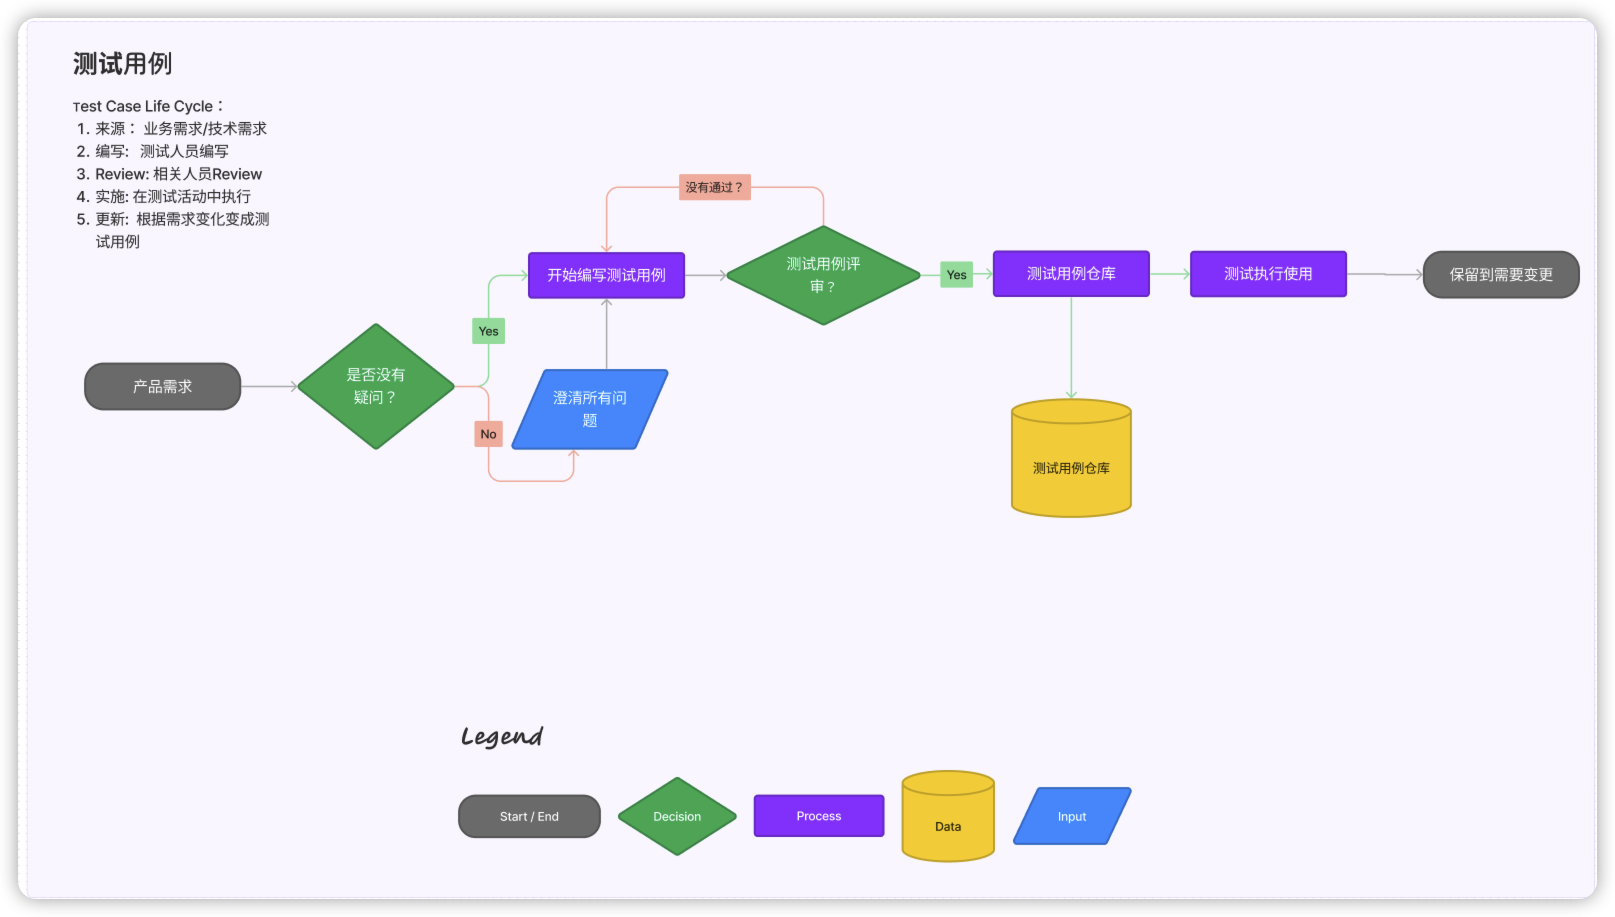 测试用例
Test Case Life Cycle：
1. 来源： 业务需求/技术需求
2. 编写: 测试人员编写
3. Review: 相关人员Review
4. 实施: 在测试活动中执行
5. 更新: 根据需求变化变成测
试用例
没有通过？
开始编写测试用例
测试用例评
审？
Yes
测试用例仓库
测试执行使用
保留到需要变更
Yes
产品需求
是否没有
疑问？
澄清所有问
题
No
测试用例仓库
Legend
Start / End
Decision
Process
Data
Input